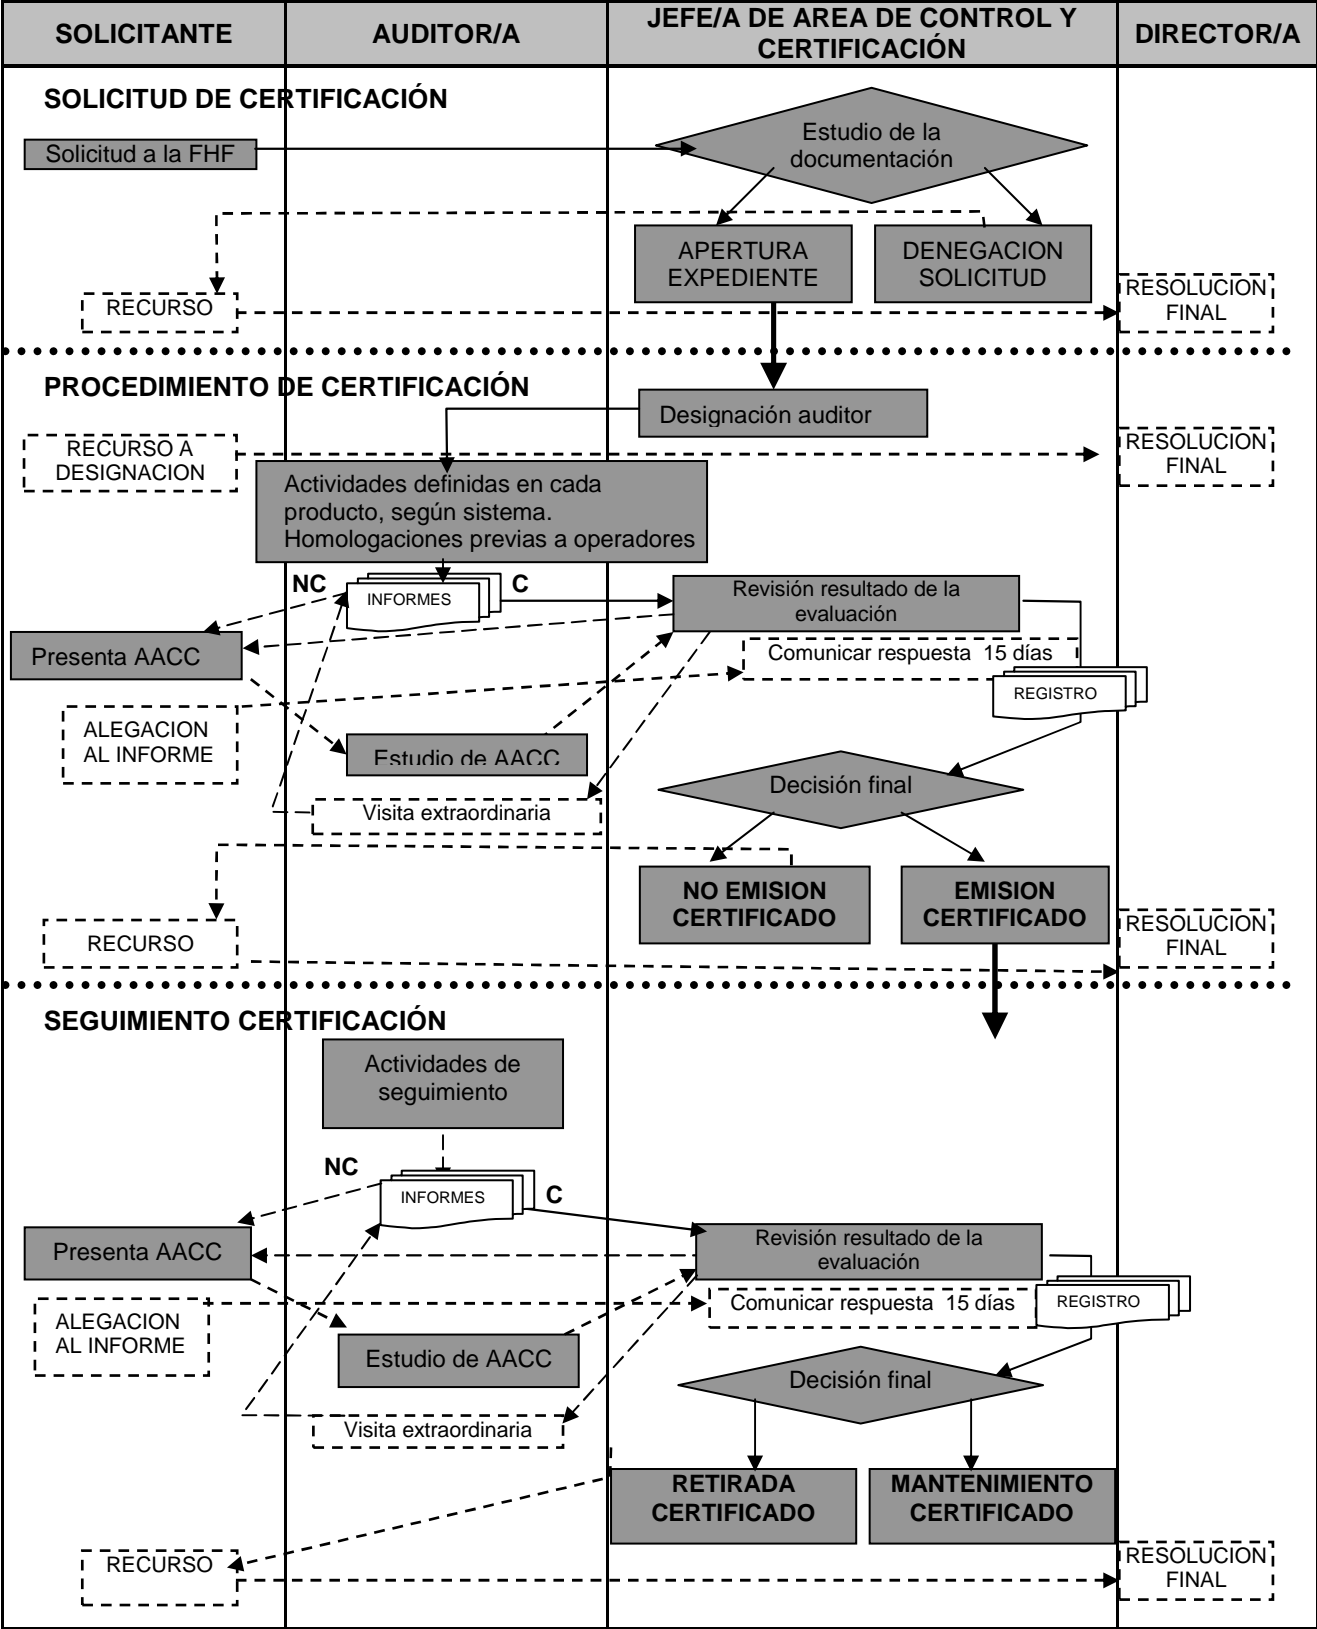 SOLICITANTE
AUDITOR/A
JEFE/A DE AREA DE CONTROL Y
CERTIFICACIÓN
DIRECTOR/A
SOLICITUD DE CERTIFICACIÓN
Solicitud a la FHF
Estudio de la
documentación
APERTURA
EXPEDIENTE
DENEGACION
SOLICITUD
RECURSO
RESOLUCION
FINAL
PROCEDIMIENTO DE CERTIFICACIÓN
Designación auditor
RECURSO A
DESIGNACION
RESOLUCION
FINAL
Actividades definidas en cada
producto, según sistema.
Homologaciones previas a operadores
NC
INFORMES
C
Revisión resultado de la
evaluación
Presenta AACC
Comunicar respuesta 15 días
REGISTRO
ALEGACION
AL INFORME
Estudio de AACC
Decisión final
Visita extraordinaria
NO EMISION
CERTIFICADO
EMISION
CERTIFICADO
RECURSO
RESOLUCION
FINAL
SEGUIMIENTO CERTIFICACIÓN
Actividades de
seguimiento
NC
INFORMES
C
Presenta AACC
Revisión resultado de la
evaluación
Comunicar respuesta 15 días
REGISTRO
ALEGACION
AL INFORME
Estudio de AACC
Decisión final
Visita extraordinaria
RETIRADA
CERTIFICADO
MANTENIMIENTO
CERTIFICADO
RECURSO
RESOLUCION
FINAL